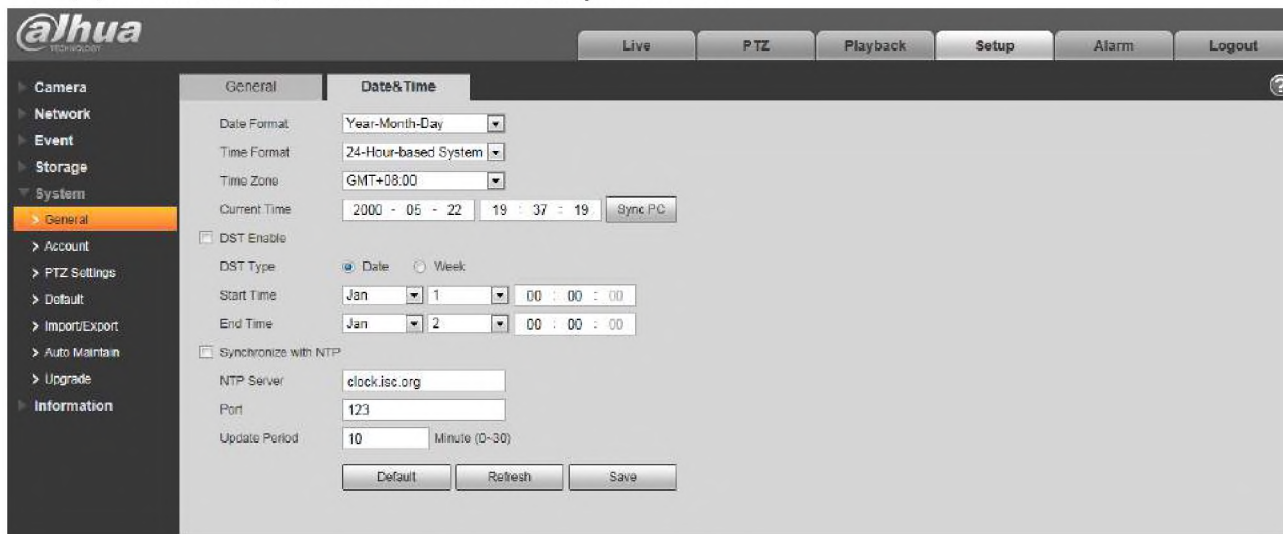 alhua
TECHNOLOGY
Live PTZ Playback Setup Alarm Logout
Camera
Network
Event
Storage
System
General
Account
PTZ Settings
Default
Import/Export
Auto Maintain
Upgrade
Information
General Date&Time
Date Format Year-Month-Day
Time Format 24-Hour-based System
Time Zone GMT+08:00
Current Time 2000 - 05 - 22 19 : 37 : 19 Sync PC
DST Enable
DST Type Date Week
Start Time Jan 1 00 : 00 : 00
End Time Jan 2 00 : 00 : 00
Synchronize with NTP
NTP Server clock.isc.org
Port 123
Update Period 10 Minute (0~30)
Default Refresh Save